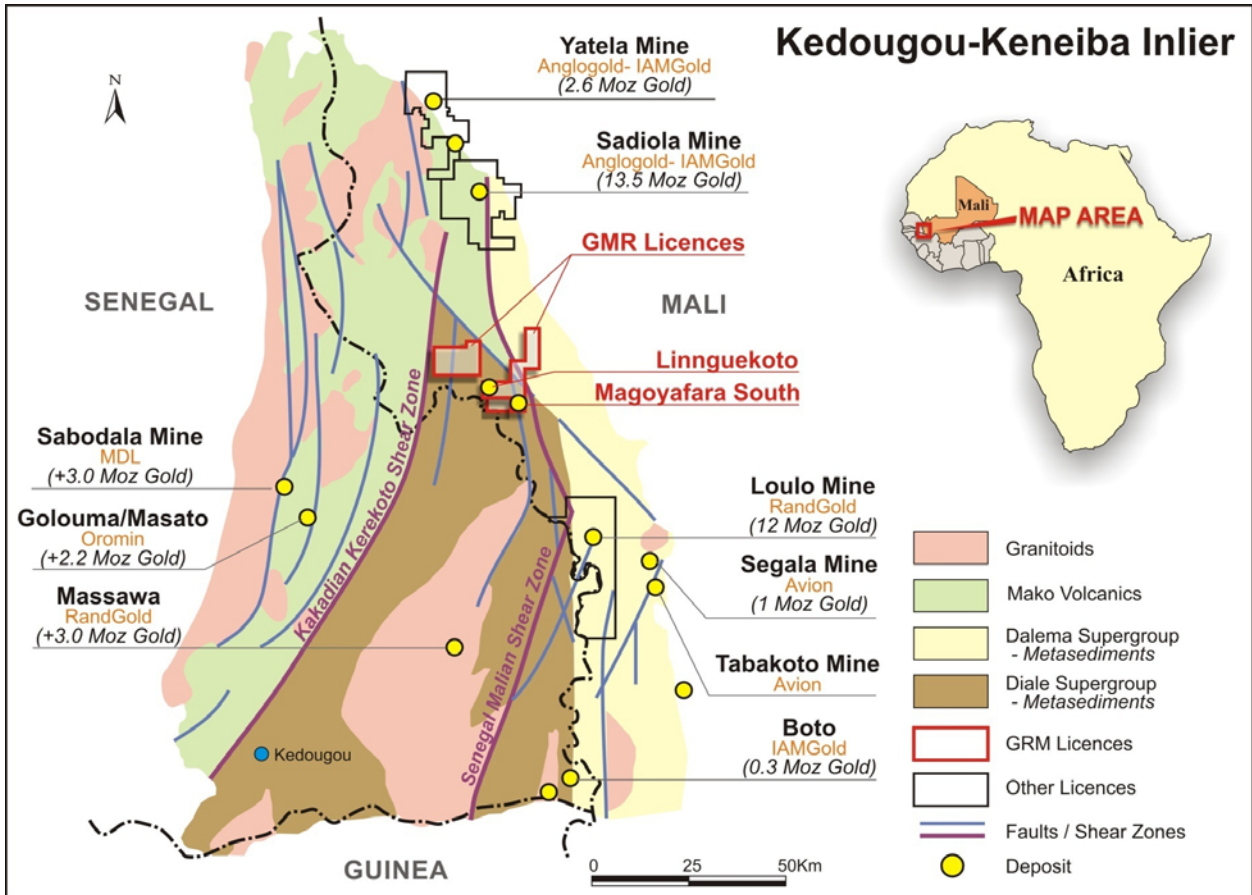 Kedougou-Keneiba Inlier
N
Yatela Mine
Anglogold- IAMGold
(2.6 Moz Gold)
Sadiola Mine
Anglogold- IAMGold
(13.5 Moz Gold)
GMR Licences
SENEGAL
MALI
Mali
MAP AREA
Africa
Linnguekoto
Magoyafara South
Kakadian Kerekoto Shear Zone
Sabodala Mine
MDL
(+3.0 Moz Gold)
Golouma/Masato
Oromin
(+2.2 Moz Gold)
Massawa
RandGold
(+3.0 Moz Gold)
Senegal Malian Shear Zone
Loulo Mine
RandGold
(12 Moz Gold)
Segala Mine
Avion
(1 Moz Gold)
Tabakoto Mine
Avion
Boto
IAMGold
(0.3 Moz Gold)
Kedougou
GUINEA
0 25 50Km
Granitoids
Mako Volcanics
Dalema Supergroup
- Metasediments
Diale Supergroup
- Metasediments
GRM Licences
Other Licences
Faults / Shear Zones
Deposit